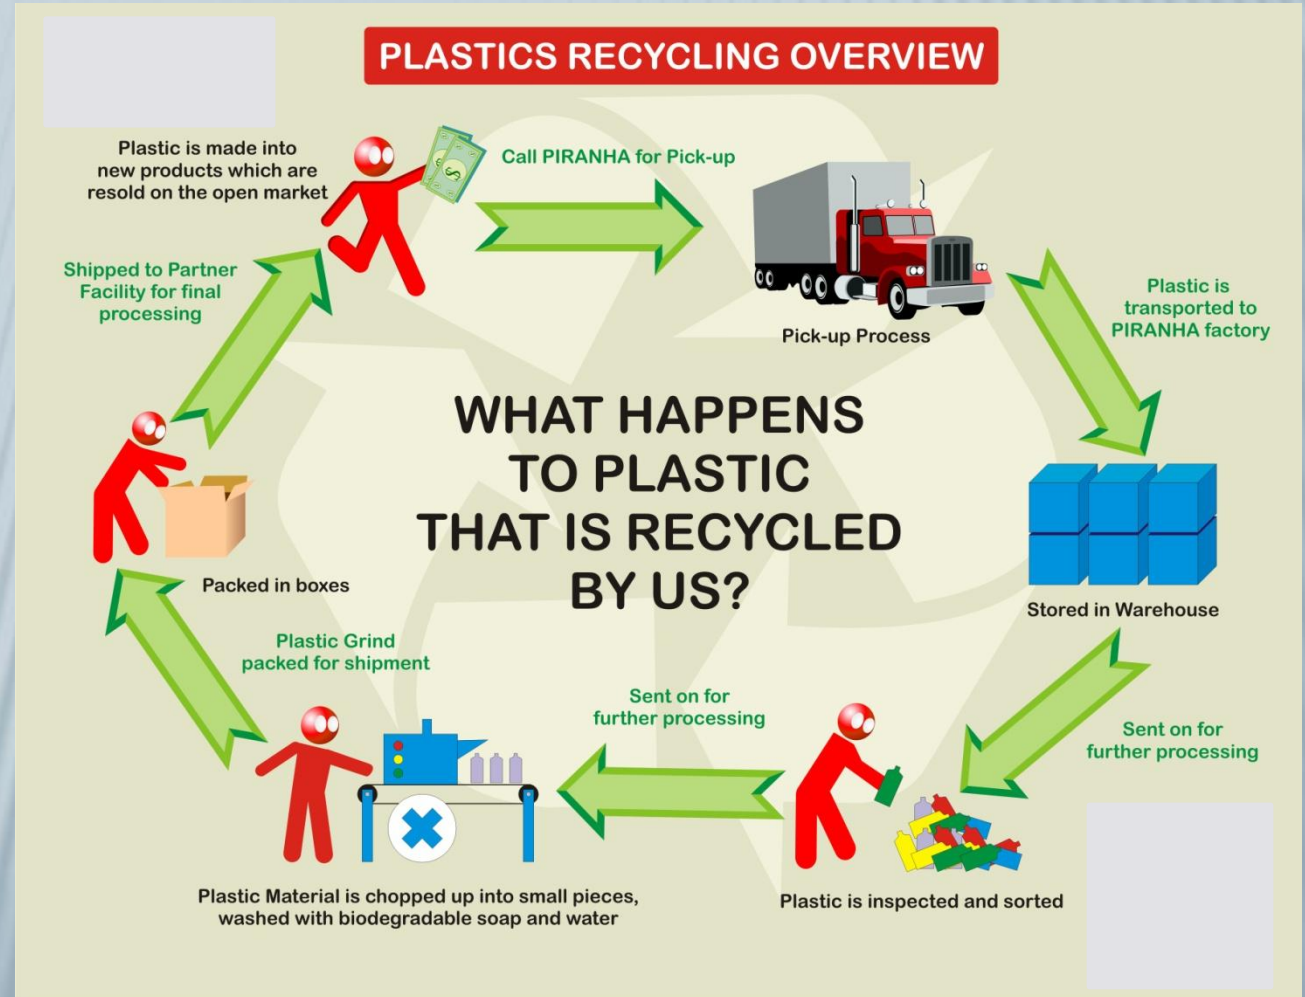 PLASTICS RECYCLING OVERVIEW
Plastic is made into
new products which are
resold on the open market
Call PIRANHA for Pick-up
Pick-up Process
Plastic is
transported to
PIRANHA factory
Stored in Warehouse
Sent on for
further processing
Plastic is inspected and sorted
Sent on for
further processing
Plastic Material is chopped up into small pieces,
washed with biodegradable soap and water
Plastic Grind
packed for shipment
Packed in boxes
Shipped to Partner
Facility for final
processing
WHAT HAPPENS
TO PLASTIC
THAT IS RECYCLED
BY US?